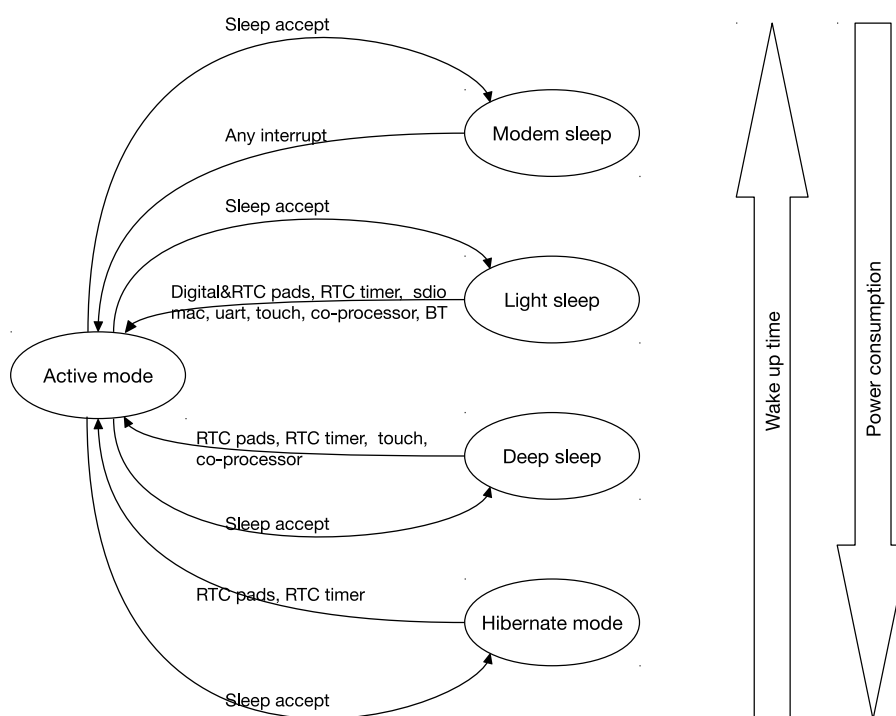 Sleep accept
Modem sleep
Any interrupt
Sleep accept
Digital&RTC pads, RTC timer, sdio
mac, uart, touch, co-processor, BT
Light sleep
Active mode
RTC pads, RTC timer, touch,
co-processor
Deep sleep
Sleep accept
RTC pads, RTC timer
Hibernate mode
Sleep accept
Wake up time
Power consumption